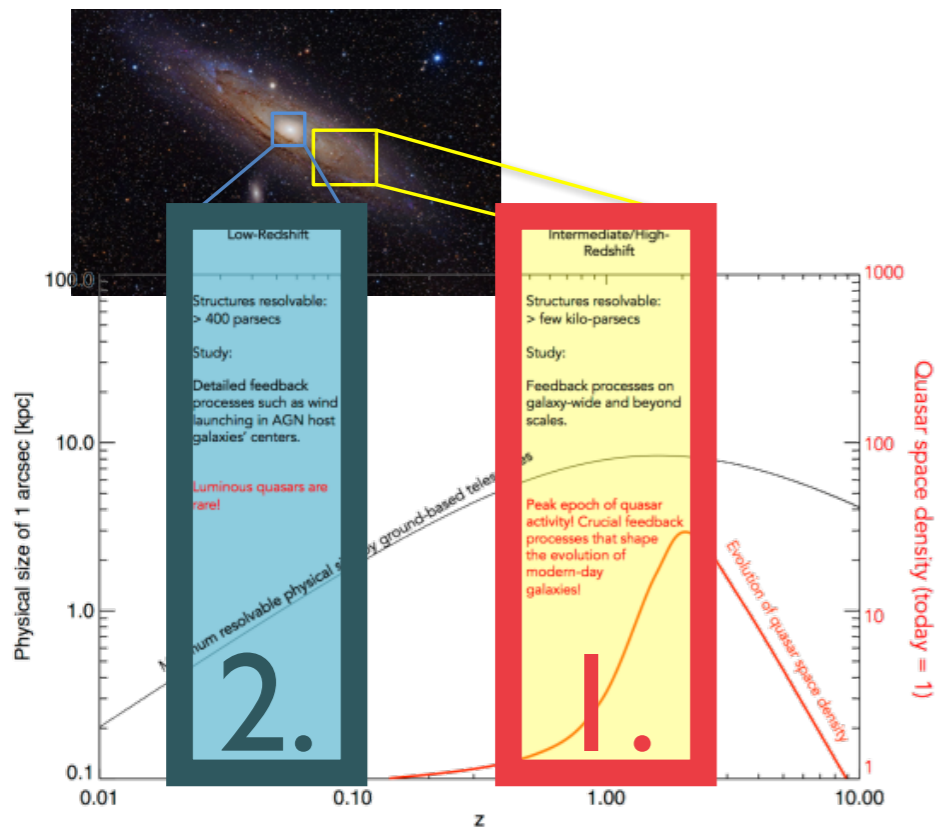 Low-Redshift
Structures resolvable:
> 400 parsecs
Study:
Detailed feedback
processes such as wind
launching in AGN host
galaxies' centers.
Luminous quasars are
rare!
2.
Intermediate/High-
Redshift
Structures resolvable:
> few kilo-parsecs
Study:
Feedback processes on
galaxy-wide and beyond
scales.
Peak epoch of quasar
activity! Crucial feedback
processes that shape
the evolution of
modern-day
galaxies!
1.
resolvable physical by ground-based
Evolution of quasar space density
Physical size of 1 arcsec [kpc]
100.0
10.0
1.0
0.1
Quasar space density (today = 1)
1000
100
10
1
0.01
0.10
1.00
10.00
z